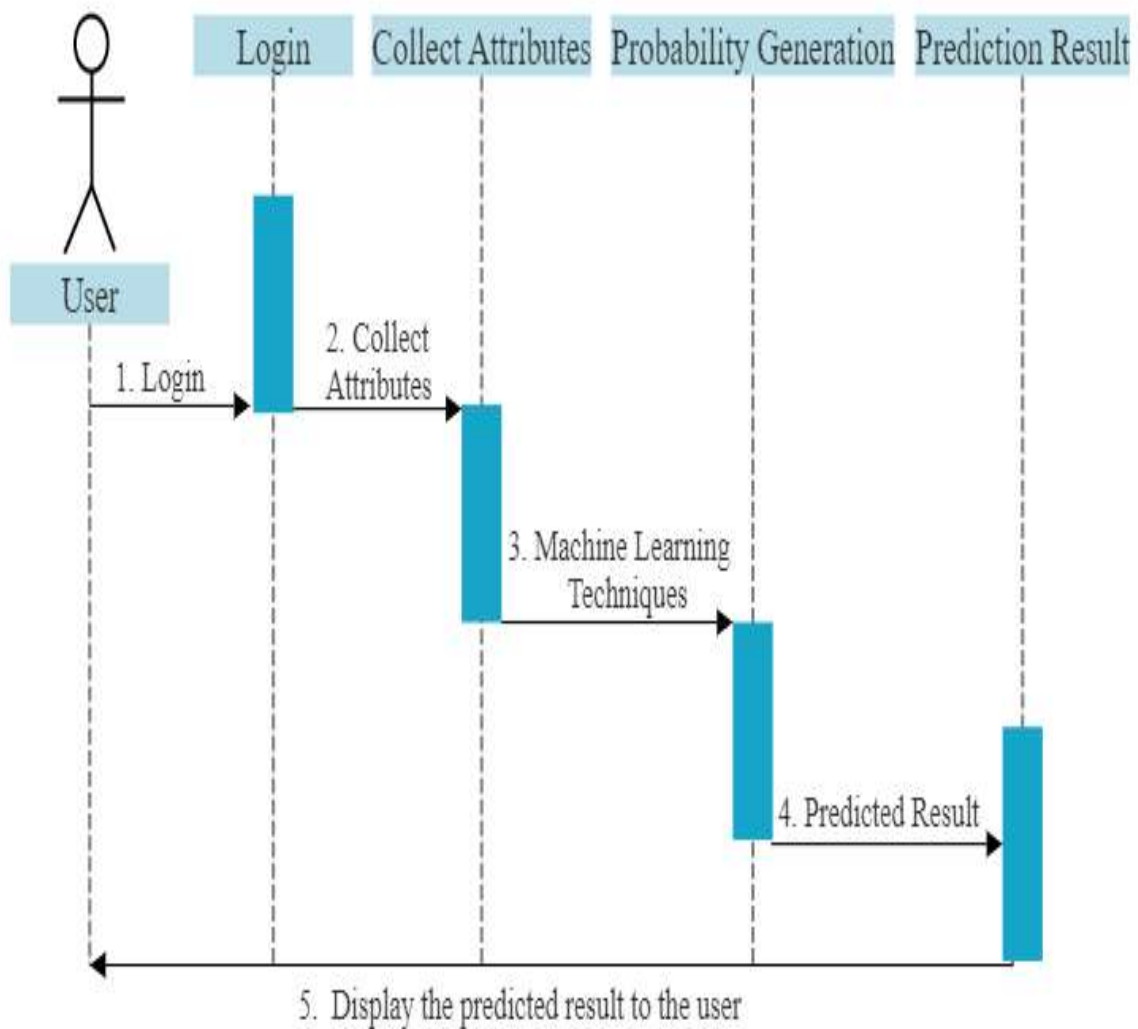 Login
Collect Attributes
Probability Generation
Prediction Result
User
1. Login
2. Collect
Attributes
3. Machine Learning
Techniques
4. Predicted Result
5. Display the predicted result to the user